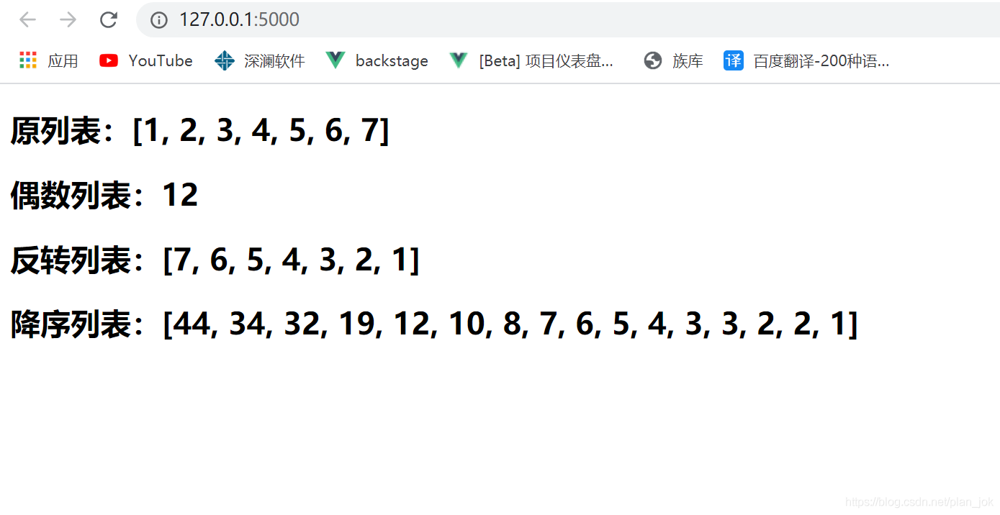 127.0.0.1:5000
应用 YouTube 深澜软件 backstage [Beta] 项目仪表盘... 族库 译 百度翻译-200种语...
原列表：[1, 2, 3, 4, 5, 6, 7]
偶数列表：12
反转列表：[7, 6, 5, 4, 3, 2, 1]
降序列表：[44, 34, 32, 19, 12, 10, 8, 7, 6, 5, 4, 3, 3, 2, 2, 1]
https://blog.csdn.net/plan_jok